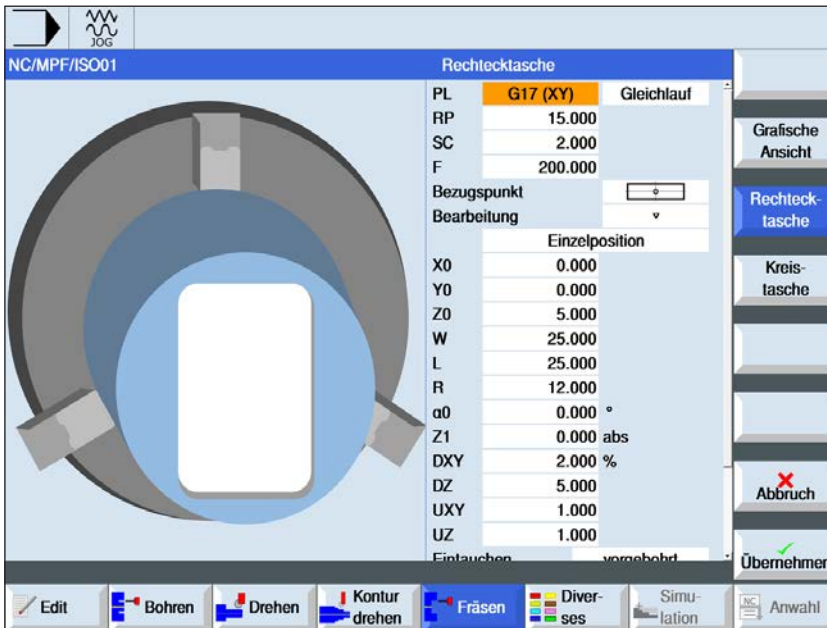 JOG
NC/MPF/ISO01
Rechtecktasche
PL G17 (XY) Gleichlauf
RP 15.000
SC 2.000
F 200.000
Bezugspunkt
Bearbeitung ▿
Einzelposition
X0 0.000
Y0 0.000
Z0 5.000
W 25.000
L 25.000
R 12.000
α0 0.000 °
Z1 0.000 abs
DXY 2.000 %
DZ 5.000
UXY 1.000
UZ 1.000
Eintauchen vorgebohrt
Grafische
Ansicht
Rechteck-
tasche
Kreis-
tasche
Abbruch
Übernehmen
Edit
Bohren
Drehen
Kontur
drehen
Fräsen
Diver-
ses
Simu-
lation
NC
Anwahl